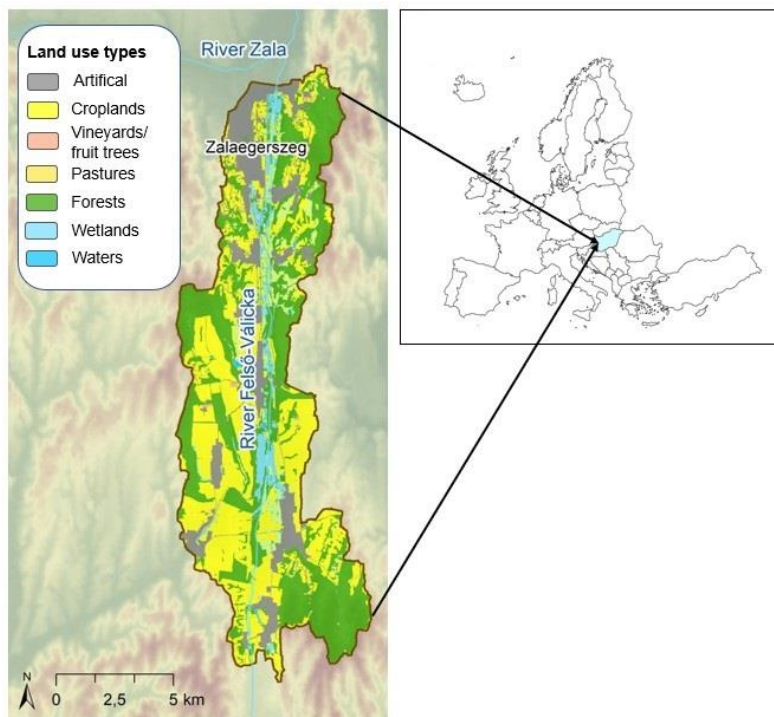 River Zala
Land use types
Artifical
Croplands
Vineyards/
fruit trees
Pastures
Forests
Wetlands
Waters
Zalaegerszeg
River Felső-Válicka
N
0 2,5 5 km